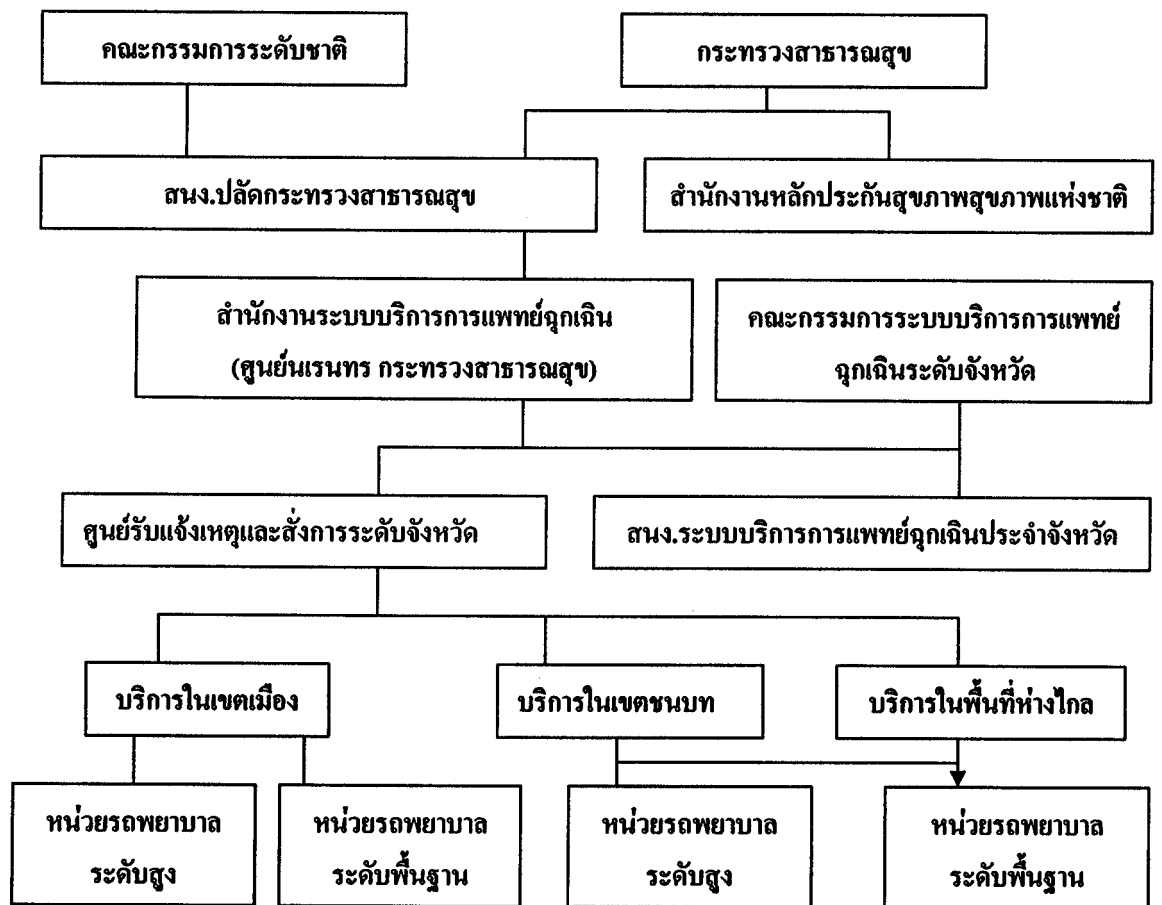 คณะกรรมการระดับชาติ
กระทรวงสาธารณสุข
สนง.ปลัดกระทรวงสาธารณสุข
สำนักงานหลักประกันสุขภาพสุขภาพแห่งชาติ
สำนักงานระบบบริการการแพทย์ฉุกเฉิน
(ศูนย์นเรนทร กระทรวงสาธารณสุข)
คณะกรรมการระบบบริการการแพทย์
ฉุกเฉินระดับจังหวัด
ศูนย์รับแจ้งเหตุและสั่งการระดับจังหวัด
สนง.ระบบบริการการแพทย์ฉุกเฉินประจำจังหวัด
บริการในเขตเมือง
บริการในเขตชนบท
บริการในพื้นที่ห่างไกล
หน่วยรถพยาบาล
ระดับสูง
หน่วยรถพยาบาล
ระดับพื้นฐาน
หน่วยรถพยาบาล
ระดับสูง
หน่วยรถพยาบาล
ระดับพื้นฐาน